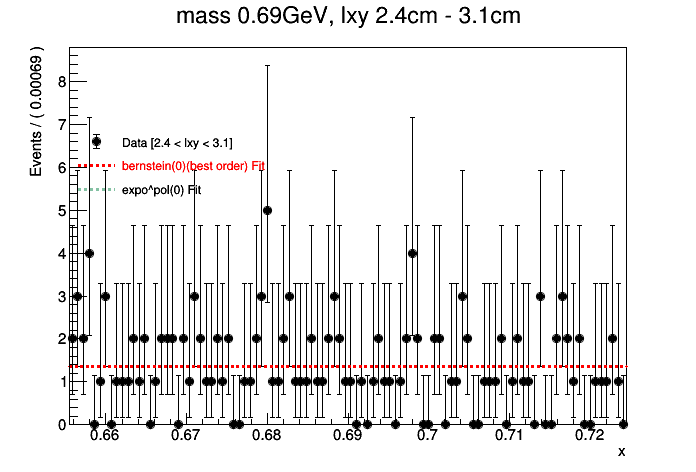 mass 0.69GeV, lxy 2.4cm - 3.1cm
Events / ( 0.00069 )
8
7
6
5
4
3
2
1
0
Data [2.4 < lxy < 3.1]
bernstein(0)(best order) Fit
expo^pol(0) Fit
0.66 0.67 0.68 0.69 0.7 0.71 0.72
x